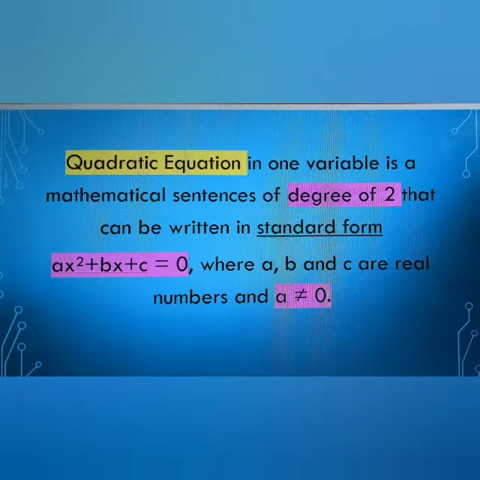 Quadratic Equation in one variable is a
mathematical sentences of degree of 2 that
can be written in standard form
ax²+bx+c = 0, where a, b and c are real
numbers and a ≠ 0.